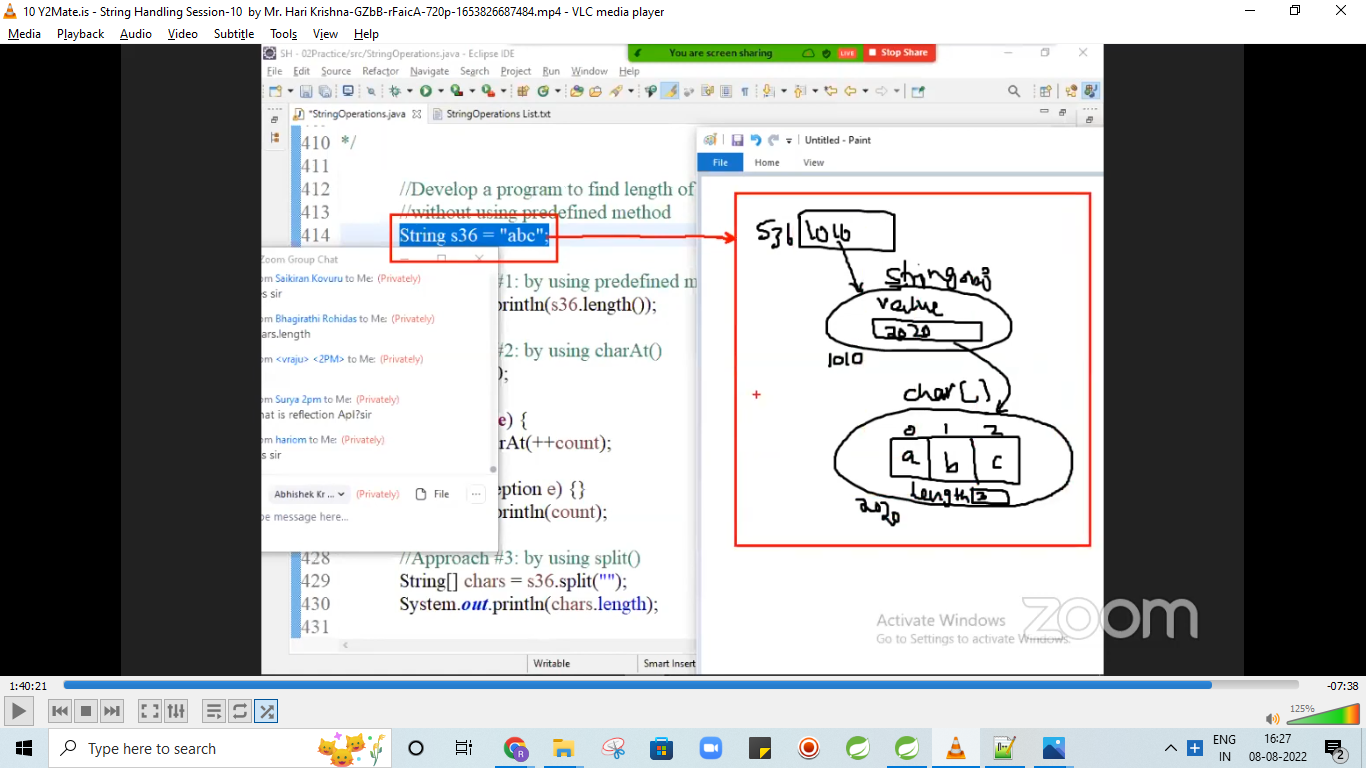 10 Y2Mate.is - String Handling Session-10 by Mr. Hari Krishna-GZbB-rFaicA-720p-1653826687484.mp4 - VLC media player
Media Playback Audio Video Subtitle Tools View Help
SH - 02Practice/src/StringOperations.java - Eclipse IDE
You are screen sharing LIVE Stop Share
File Edit Source Refactor Navigate Search Project Run Window Help
*StringOperations.java StringOperations List.txt
410 */
411
412 //Develop a program to find length of
413 //without using predefined method
414 String s36 = "abc";
Zoom Group Chat
om Saikiran Kovuru to Me: (Privately)
s sir
om Bhagirathi Rohidas to Me: (Privately)
ars.length
om <vraju> <2PM> to Me: (Privately)
om Surya 2pm to Me: (Privately)
hat is reflection ApI?sir
om hariom to Me: (Privately)
s sir
Abhishek Kr ... (Privately) File ...
pe message here...
#1: by using predefined m
rintln(s36.length());
#2: by using charAt()
);
e) {
rAt(++count);
eption e) {}
rintln(count);
428 //Approach #3: by using split()
429 String[] chars = s36.split("");
430 System.out.println(chars.length);
431
Writable Smart Insert
Untitled - Paint
File Home View
S36 1010
String obj
value
2020
1010
char[]
0 1 2
a b c
length 3
2020
Activate Windows
Go to Settings to activate Windows.
zoom
1:40:21 -07:38
125%
Type here to search
ENG
IN
16:27
08-08-2022
2